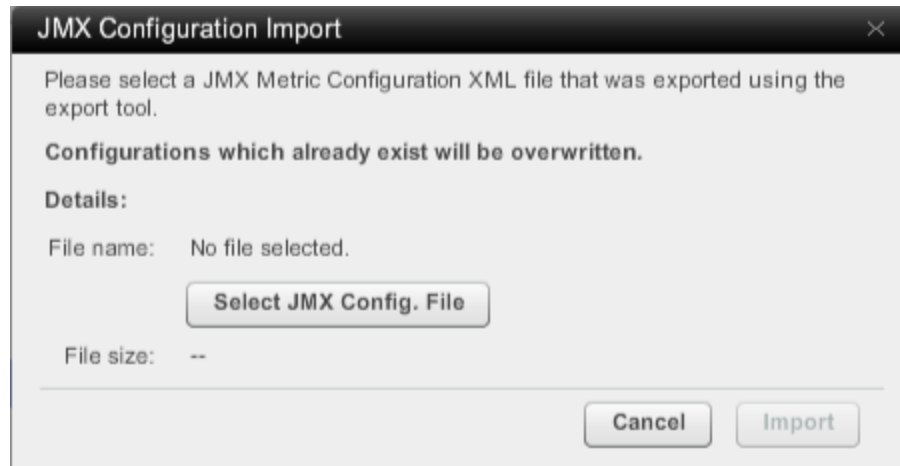 JMX Configuration Import
Please select a JMX Metric Configuration XML file that was exported using the
export tool.
Configurations which already exist will be overwritten.
Details:
File name: No file selected.
Select JMX Config. File
File size: --
Cancel Import